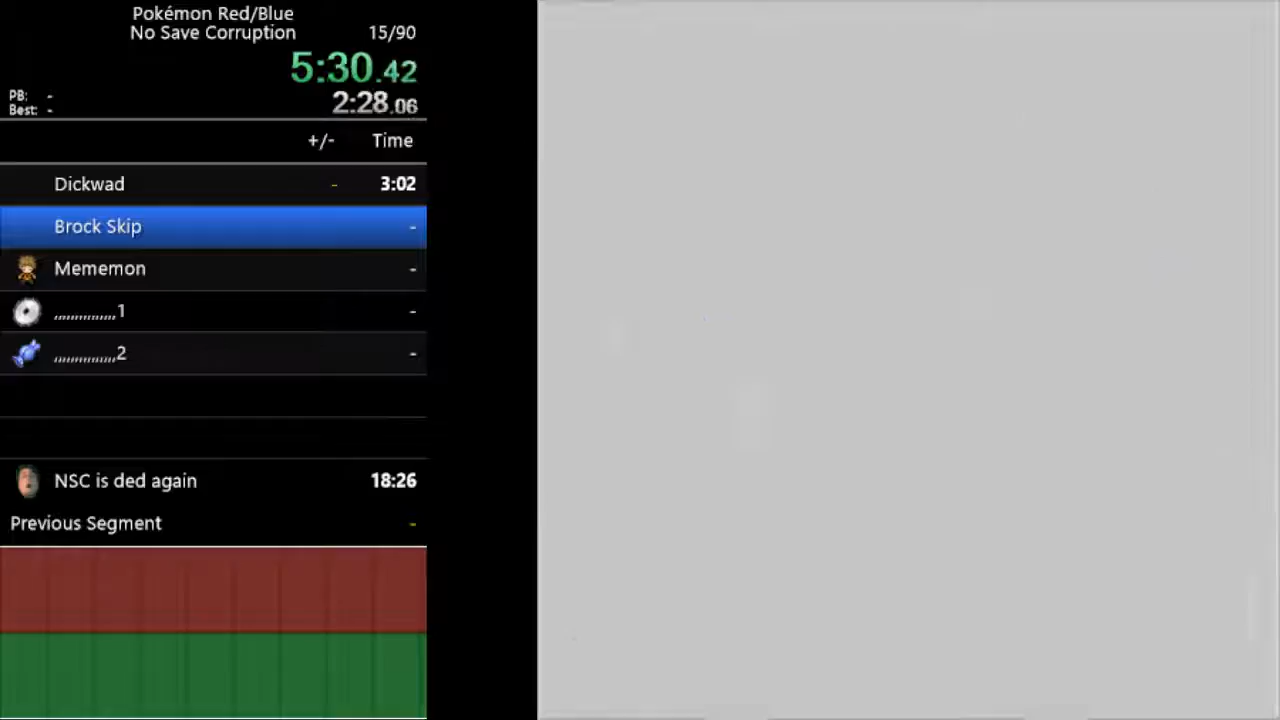 Pokémon Red/Blue
No Save Corruption 15/90
5:30.42
PB: -
2:28.06
Best: -
+/- Time
Dickwad - 3:02
Brock Skip -
Mememon -
,,,,,,,,,,,,,,,1 -
,,,,,,,,,,,,,,,2 -
NSC is ded again 18:26
Previous Segment -